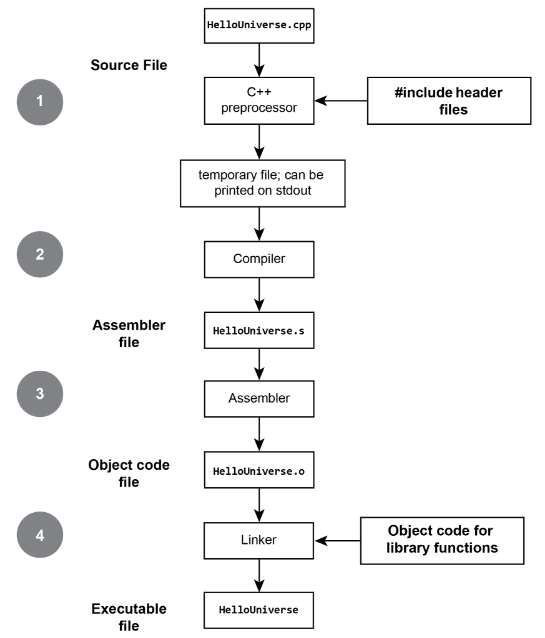 HelloUniverse.cpp
Source File
1
C++
preprocessor
#include header
files
temporary file; can be
printed on stdout
2
Compiler
Assembler
file
HelloUniverse.s
3
Assembler
Object code
file
HelloUniverse.o
4
Linker
Object code for
library functions
Executable
file
HelloUniverse